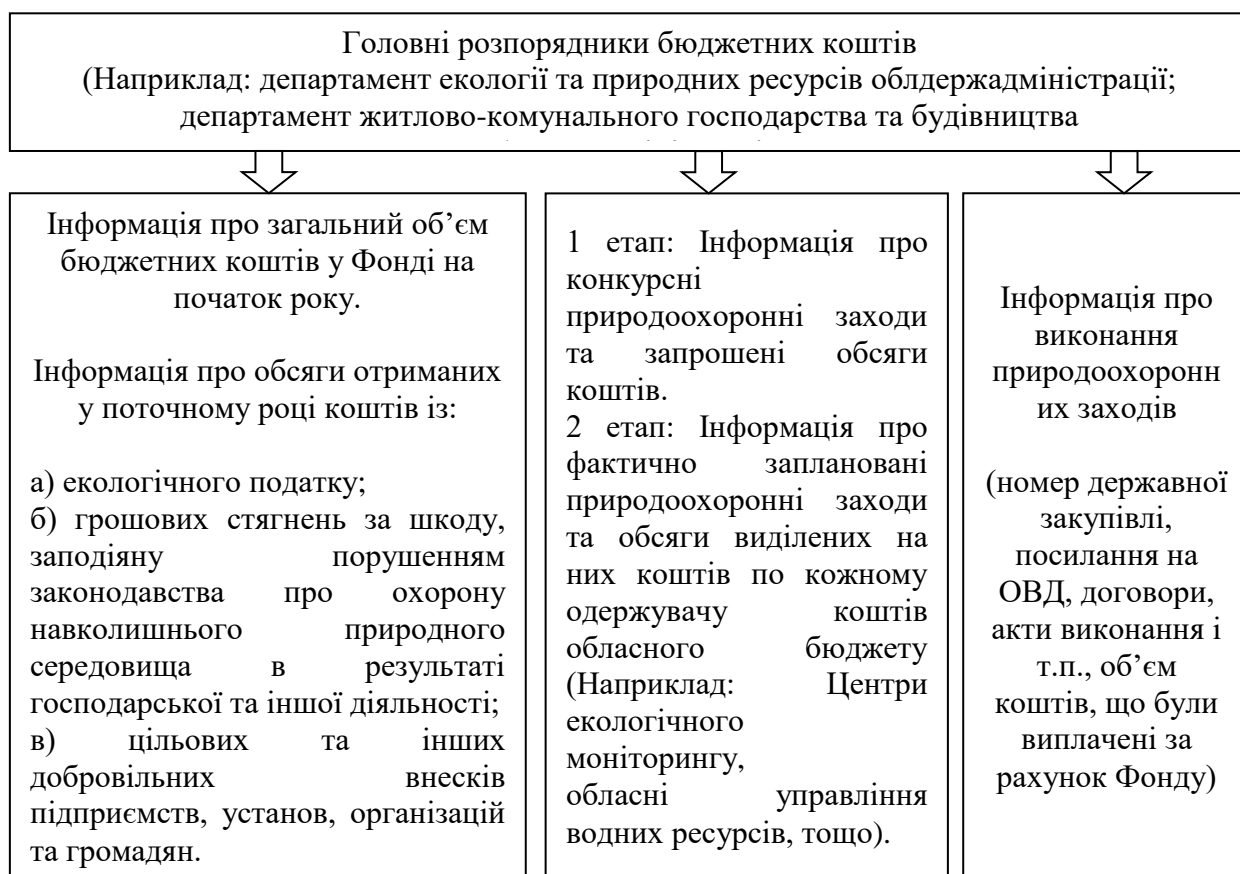 Головні розпорядники бюджетних коштів
(Наприклад: департамент екології та природних ресурсів облдержадміністрації;
департамент житлово-комунального господарства та будівництва
Інформація про загальний об’єм
бюджетних коштів у Фонді на
початок року.
Інформація про обсяги отриманих
у поточному році коштів із:
а) екологічного податку;
б) грошових стягнень за шкоду,
заподіяну порушенням
законодавства про охорону
навколишнього природного
середовища в результаті
господарської та іншої діяльності;
в) цільових та інших
добровільних внесків
підприємств, установ, організацій
та громадян.
1 етап: Інформація про
конкурсні
природоохоронні заходи
та запрошені обсяги
коштів.
2 етап: Інформація про
фактично заплановані
природоохоронні заходи
та обсяги виділених на
них коштів по кожному
одержувачу коштів
обласного бюджету
(Наприклад: Центри
екологічного
моніторингу,
обласні управління
водних ресурсів, тощо).
Інформація про
виконання
природоохоронн
их заходів
(номер державної
закупівлі,
посилання на
ОВД, договори,
акти виконання і
т.п., об’єм
коштів, що були
виплачені за
рахунок Фонду)